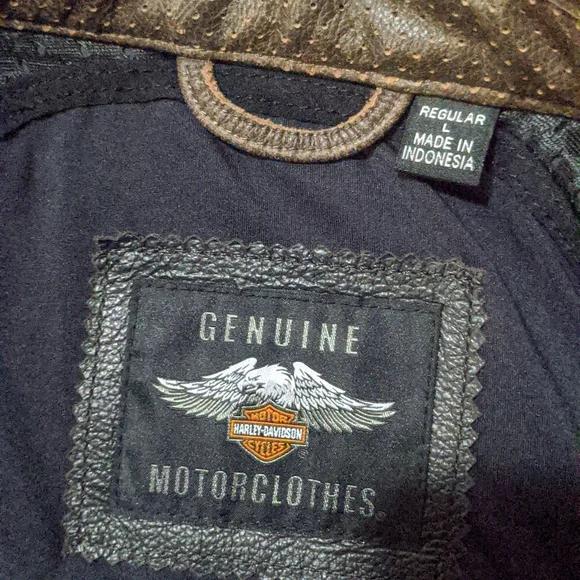 REGULAR
L
MADE IN
INDONESIA
GENUINE
MOTOR
HARLEY-DAVIDSON
CYCLES
®
MOTORCLOTHES®